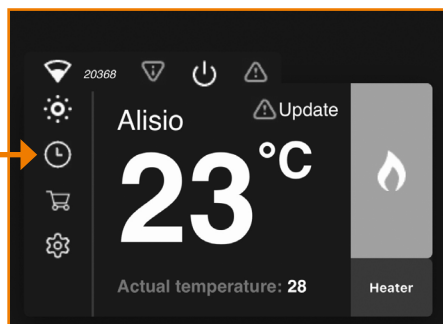 20368
Alisio
Update
23°C
Actual temperature: 28
Heater